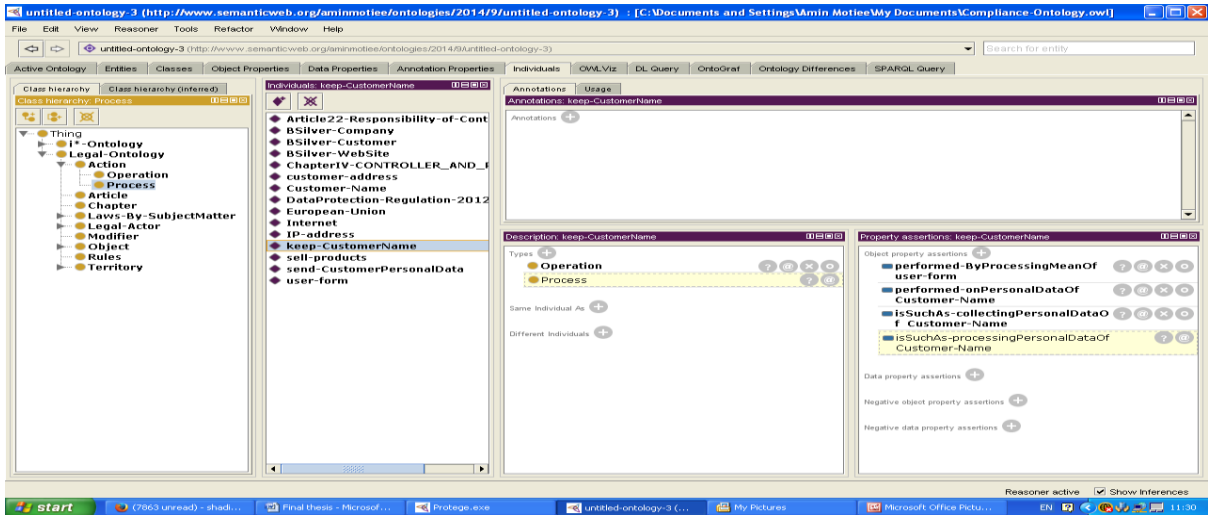 untitled-ontology-3 (http://www.semanticweb.org/aminmotiee/ontologies/2014/9/untitled-ontology-3) : [C:\Documents and Settings\Amin Motiee\My Documents\Compliance-Ontology.owl]
File Edit View Reasoner Tools Refactor Window Help
untitled-ontology-3 (http://www.semanticweb.org/aminmotiee/ontologies/2014/9/untitled-ontology-3)
Search for entity
Active Ontology Entities Classes Object Properties Data Properties Annotation Properties Individuals OWLViz DL Query OntoGraf Ontology Differences SPARQL Query
Class hierarchy Class hierarchy (inferred)
Class hierarchy: Process
Thing
i*-Ontology
Legal-Ontology
Action
Operation
Process
Article
Chapter
Laws-By-SubjectMatter
Legal-Actor
Modifier
Object
Rules
Territory
Individuals: keep-CustomerName
Article22-Responsibility-of-Cont
BSilver-Company
BSilver-Customer
BSilver-WebSite
ChapterIV-CONTROLLER_AND_F
customer-address
Customer-Name
DataProtection-Regulation-2012
European-Union
Internet
IP-address
keep-CustomerName
sell-products
send-CustomerPersonalData
user-form
Annotations Usage
Annotations: keep-CustomerName
Annotations
Description: keep-CustomerName
Types
Operation
Process
Same Individual As
Different Individuals
Property assertions: keep-CustomerName
Object property assertions
performed-ByProcessingMeanOf
user-form
performed-onPersonalDataOf
Customer-Name
isSuchAs-collectingPersonalDataO
f Customer-Name
isSuchAs-processingPersonalDataOf
Customer-Name
Data property assertions
Negative object property assertions
Negative data property assertions
Reasoner active Show Inferences
start (7863 unread) - shadi... Final thesis - Microsof... Protege.exe untitled-ontology-3 (... My Pictures Microsoft Office Pictu... EN 11:30